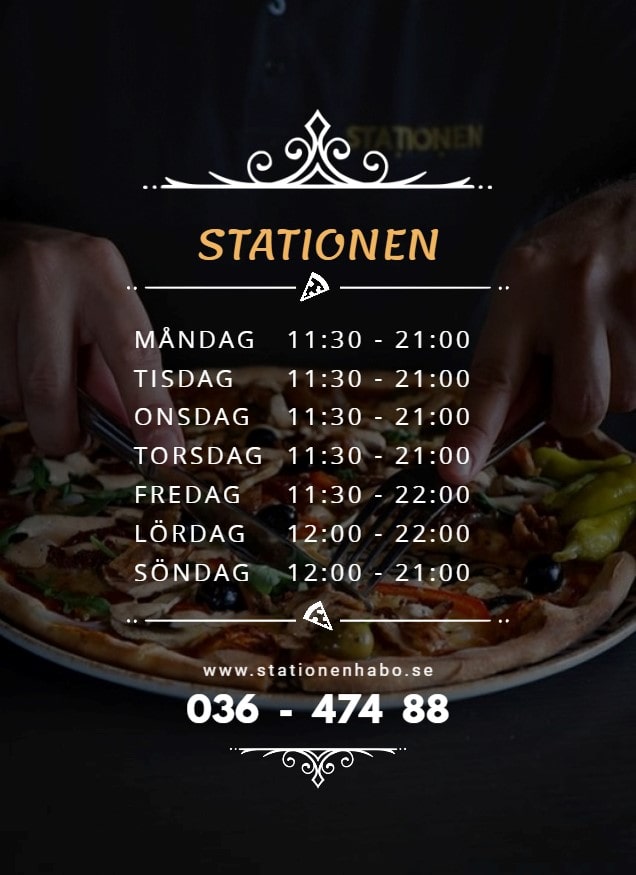 STATIONEN
STATIONEN
MÅNDAG 11:30 - 21:00
TISDAG 11:30 - 21:00
ONSDAG 11:30 - 21:00
TORSDAG 11:30 - 21:00
FREDAG 11:30 - 22:00
LÖRDAG 12:00 - 22:00
SÖNDAG 12:00 - 21:00
www.stationenhabo.se
036 - 474 88